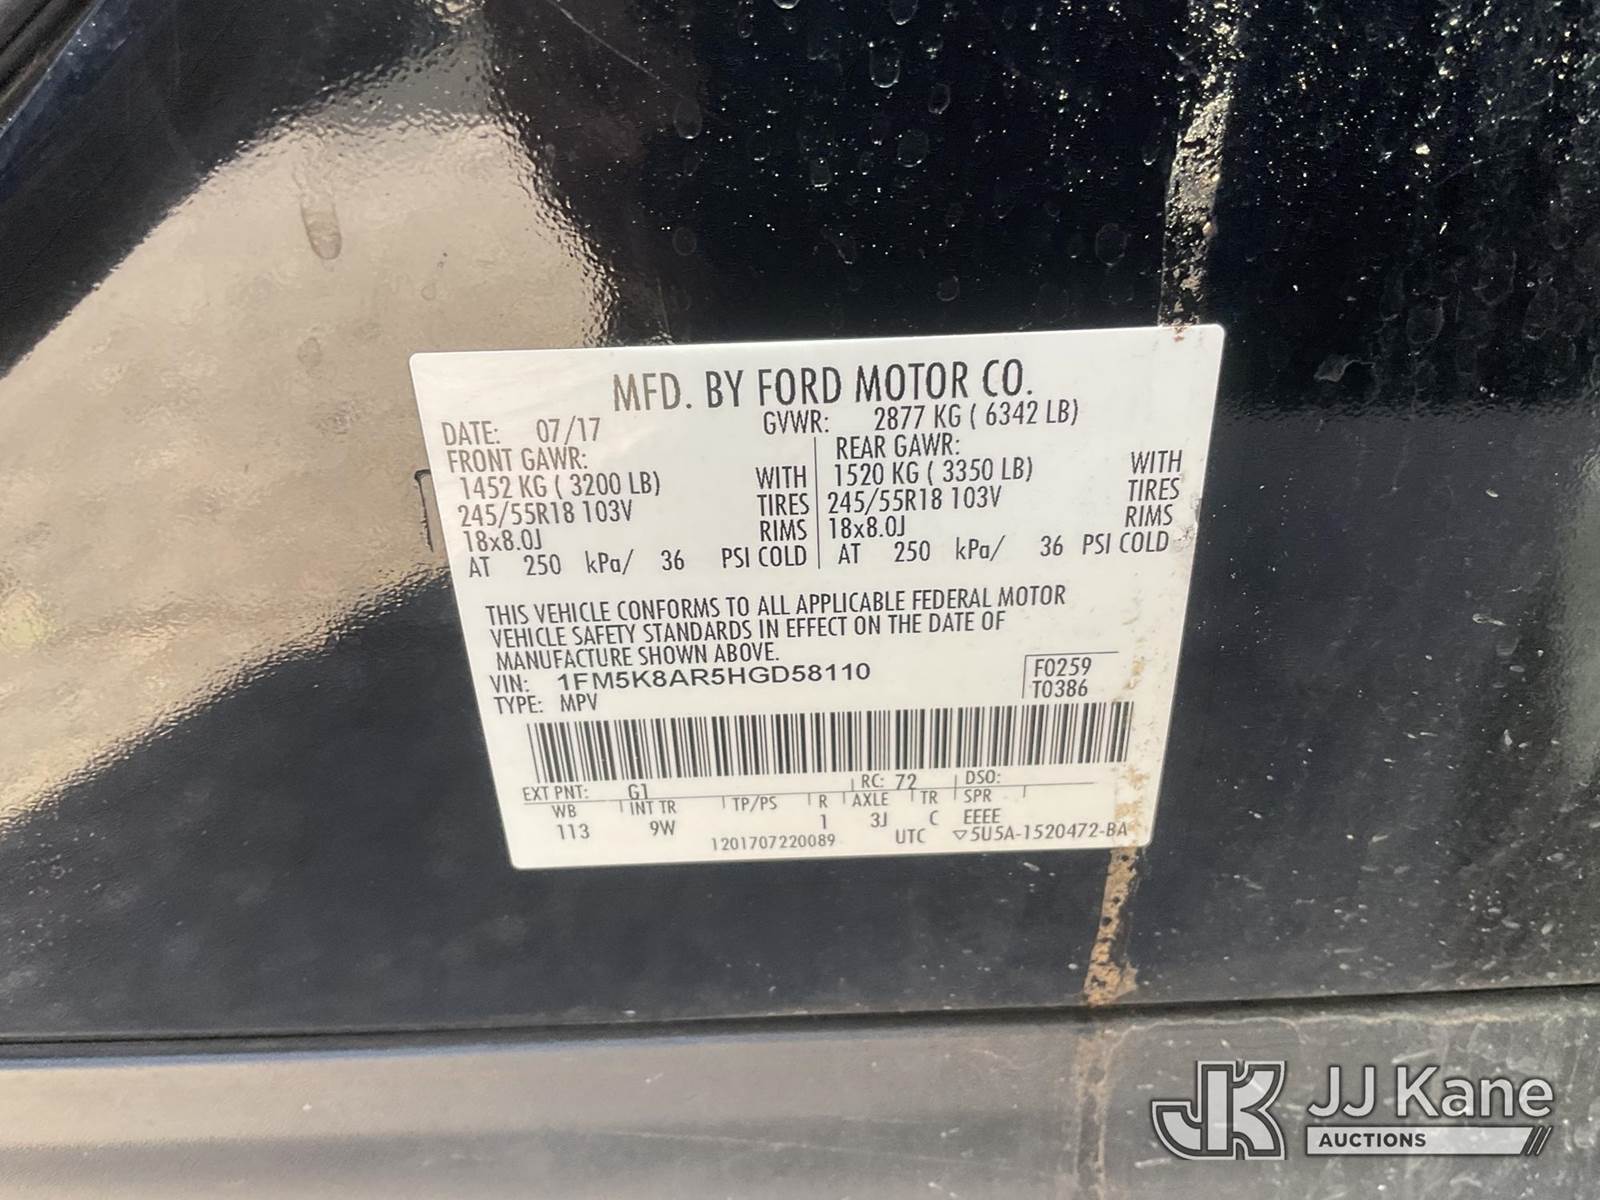 MFD. BY FORD MOTOR CO.
DATE: 07/17 GVWR: 2877 KG ( 6342 LB)
FRONT GAWR: REAR GAWR:
1452 KG ( 3200 LB) WITH 1520 KG ( 3350 LB) WITH
245/55R18 103V TIRES 245/55R18 103V TIRES
18x8.0J RIMS 18x8.0J RIMS
AT 250 kPa/ 36 PSI COLD AT 250 kPa/ 36 PSI COLD
THIS VEHICLE CONFORMS TO ALL APPLICABLE FEDERAL MOTOR
VEHICLE SAFETY STANDARDS IN EFFECT ON THE DATE OF
MANUFACTURE SHOWN ABOVE.
VIN: 1FM5K8AR5HGD58110 F0259
TYPE: MPV T0386
EXT PNT: G1 RC: 72 DSO:
WB INT TR TP/PS R AXLE TR SPR
113 9W 1 3J C EEEE
1201707220089 UTC ▽5U5A-1520472-BA
JK JJ Kane
AUCTIONS